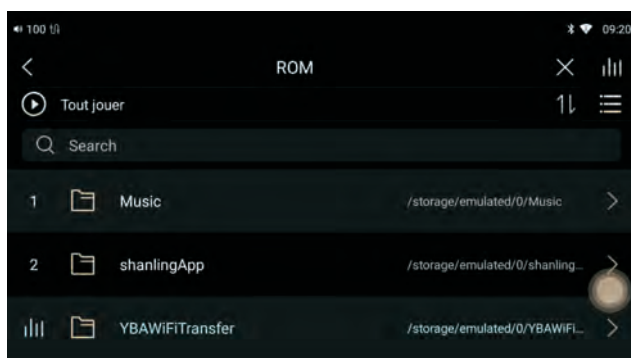 100 09:20
ROM
Tout jouer
Search
1 Music /storage/emulated/0/Music
2 shanlingApp /storage/emulated/0/shanling...
YBAWiFiTransfer /storage/emulated/0/YBAWiFi...